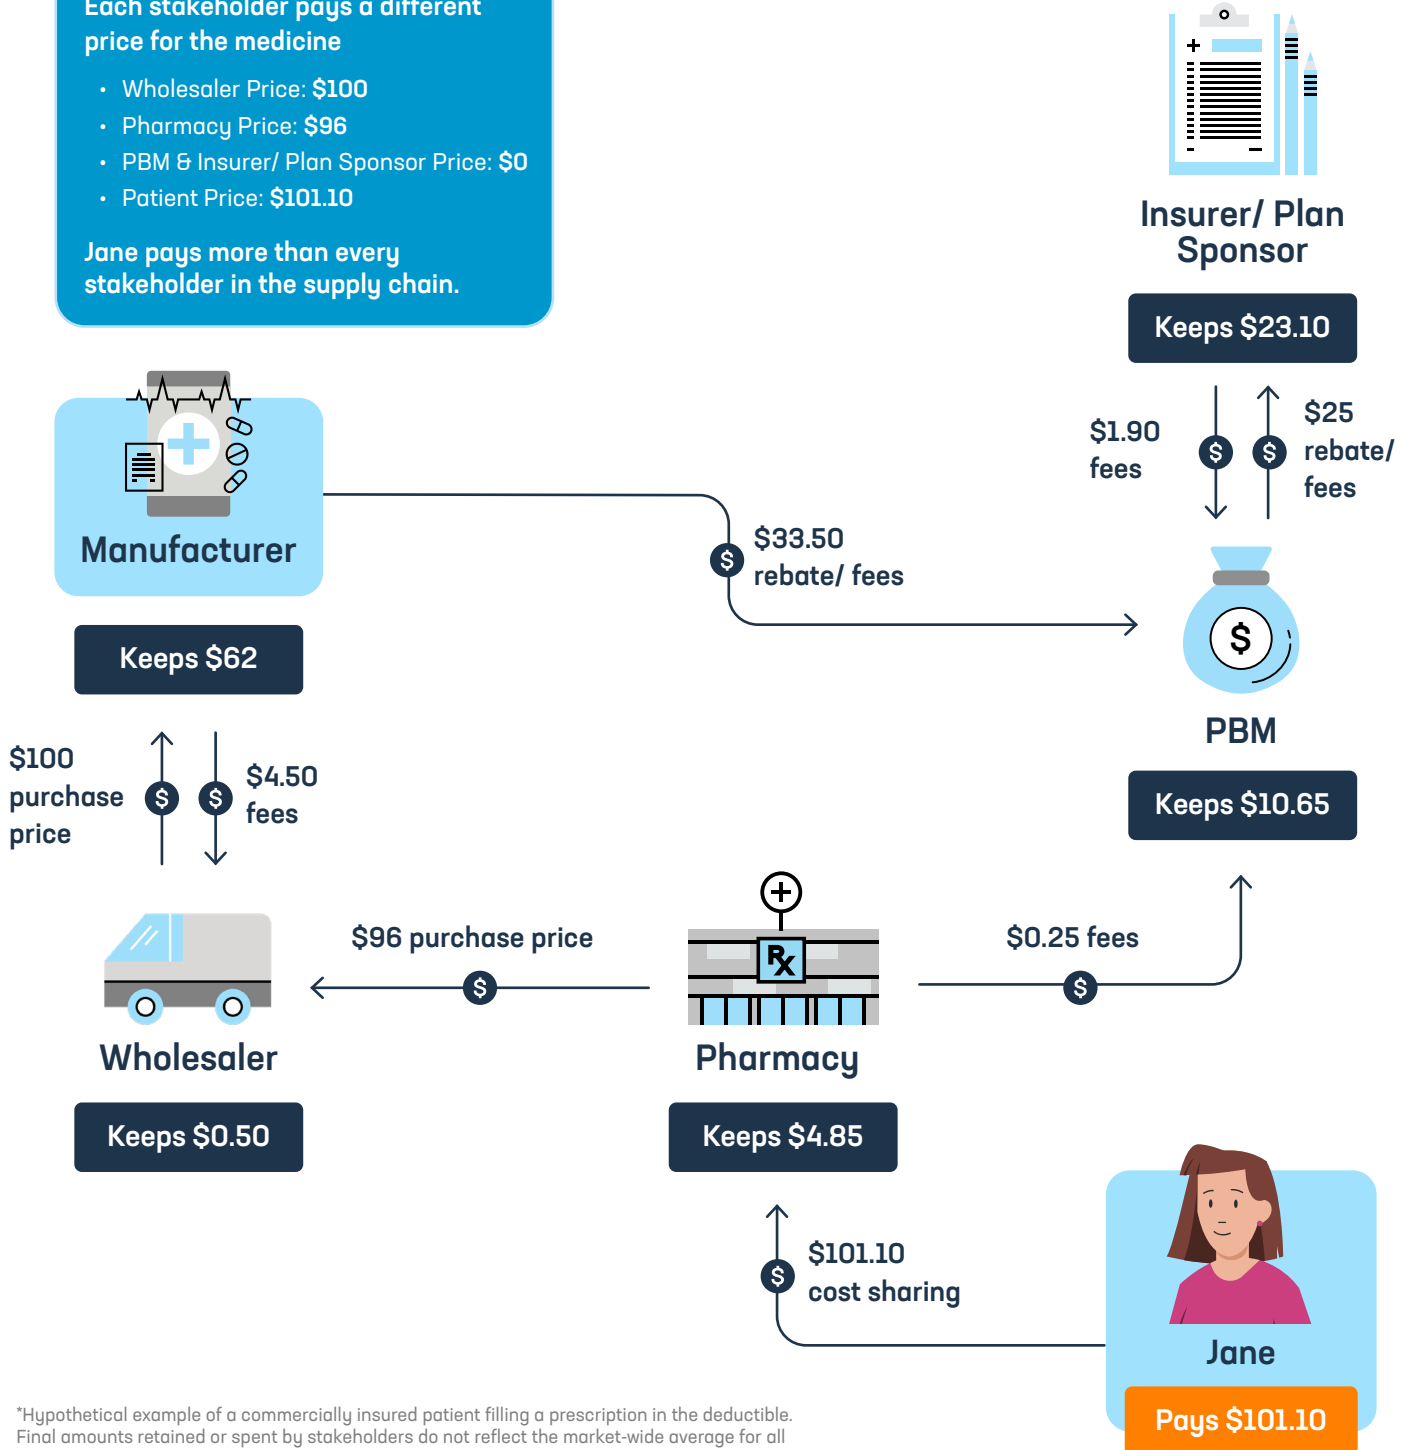 Each stakeholder pays a different
price for the medicine
• Wholesaler Price: $100
• Pharmacy Price: $96
• PBM & Insurer/ Plan Sponsor Price: $0
• Patient Price: $101.10
Jane pays more than every
stakeholder in the supply chain.
Insurer/ Plan
Sponsor
Keeps $23.10
$1.90
fees
$25
rebate/
fees
Manufacturer
Keeps $62
$33.50
rebate/ fees
PBM
Keeps $10.65
$100
purchase
price
$4.50
fees
$96 purchase price
Rx
$0.25 fees
Wholesaler
Keeps $0.50
Pharmacy
Keeps $4.85
$101.10
cost sharing
Jane
Pays $101.10
*Hypothetical example of a commercially insured patient filling a prescription in the deductible.
Final amounts retained or spent by stakeholders do not reflect the market-wide average for all